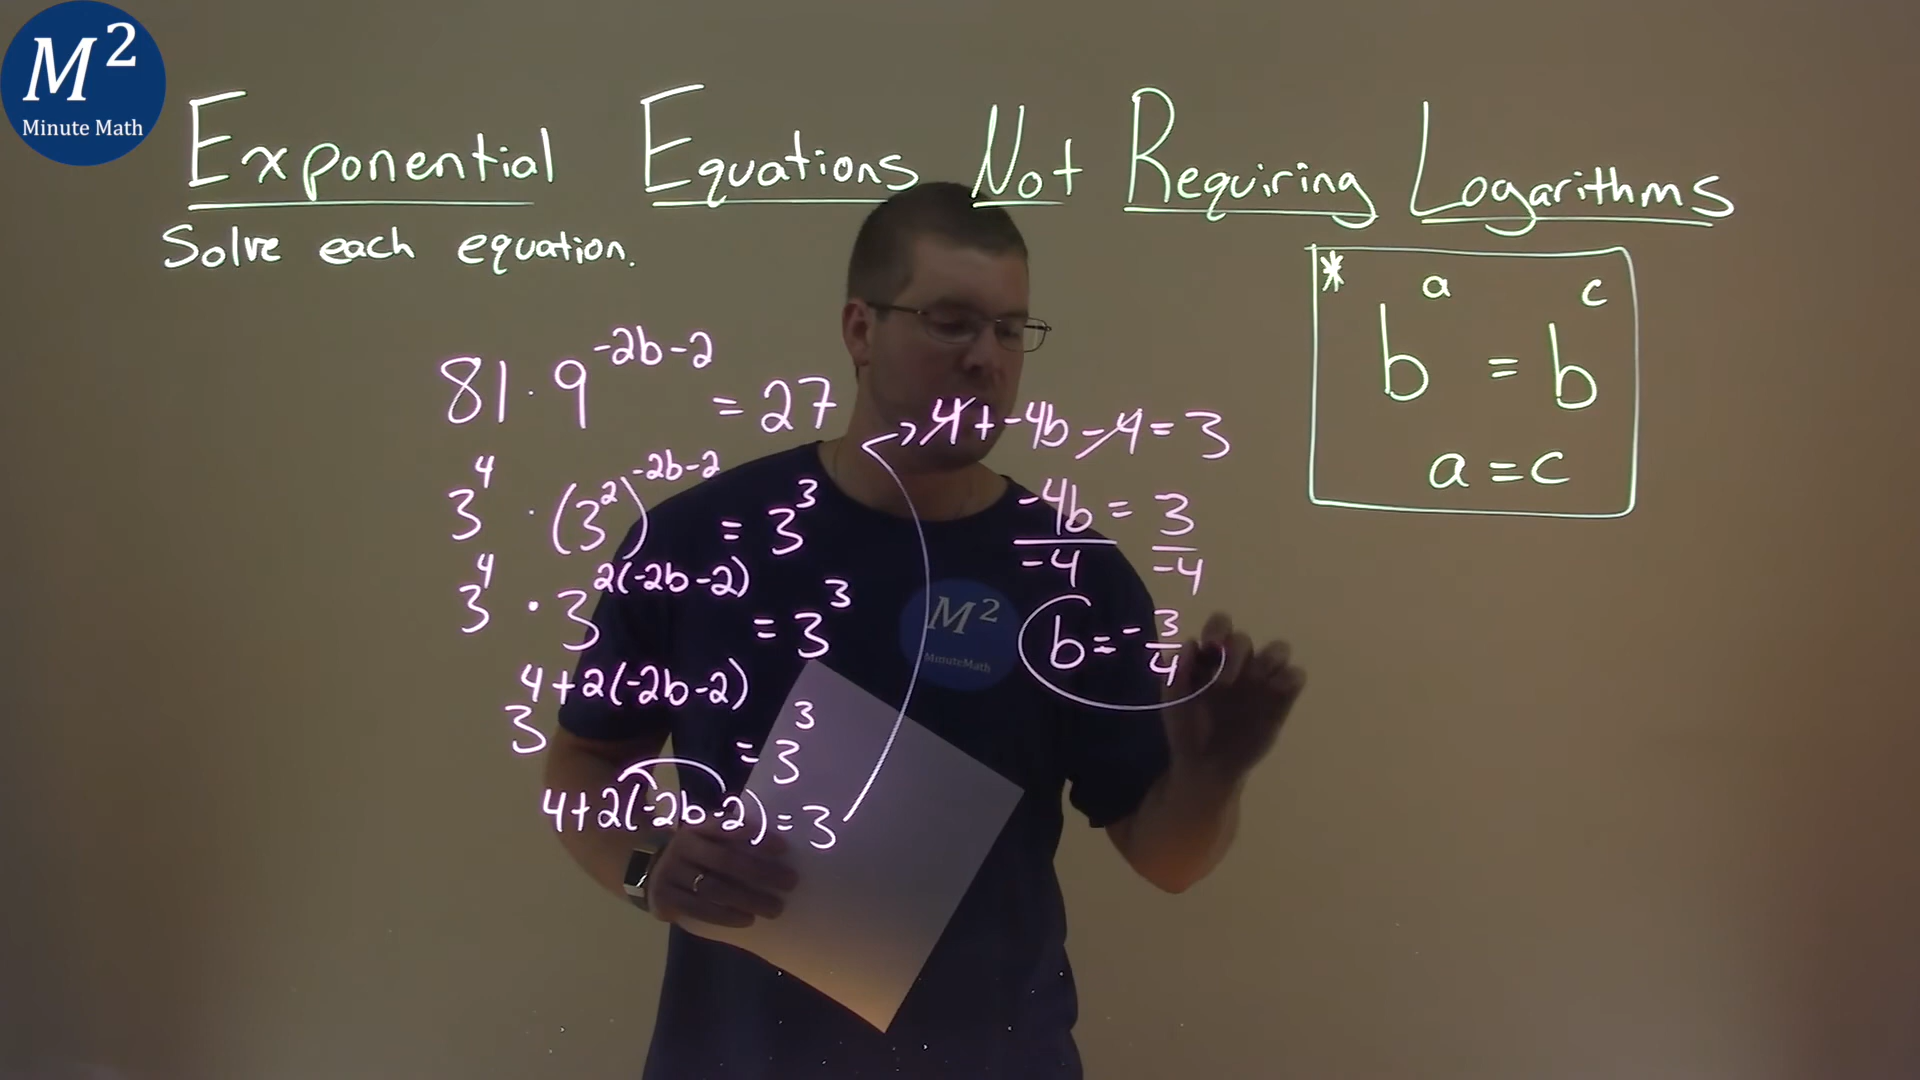 M²
Minute Math
Exponential Equations Not Requiring Logarithms
Solve each equation.
* b^a = b^c
a = c
81 · 9^(-2b-2) = 27
3^4 · (3^2)^(-2b-2) = 3^3
3^4 · 3^(2(-2b-2)) = 3^3
3^(4+2(-2b-2)) = 3^3
4+2(-2b-2)=3
4+-4b-4=3
-4b = 3
-4 -4
b = -3/4
M²
MinuteMath